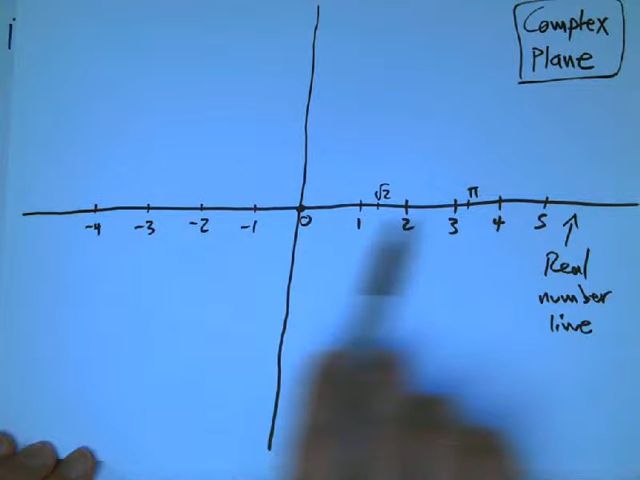 i
Complex
Plane
√2 π
-4 -3 -2 -1 0 1 2 3 4 5
Real
number
line